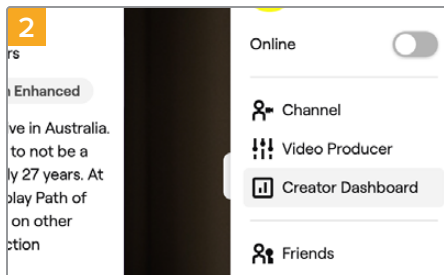 2
rs
Enhanced
ve in Australia.
to not be a
ly 27 years. At
play Path of
on other
ction
Online
Channel
Video Producer
Creator Dashboard
Friends